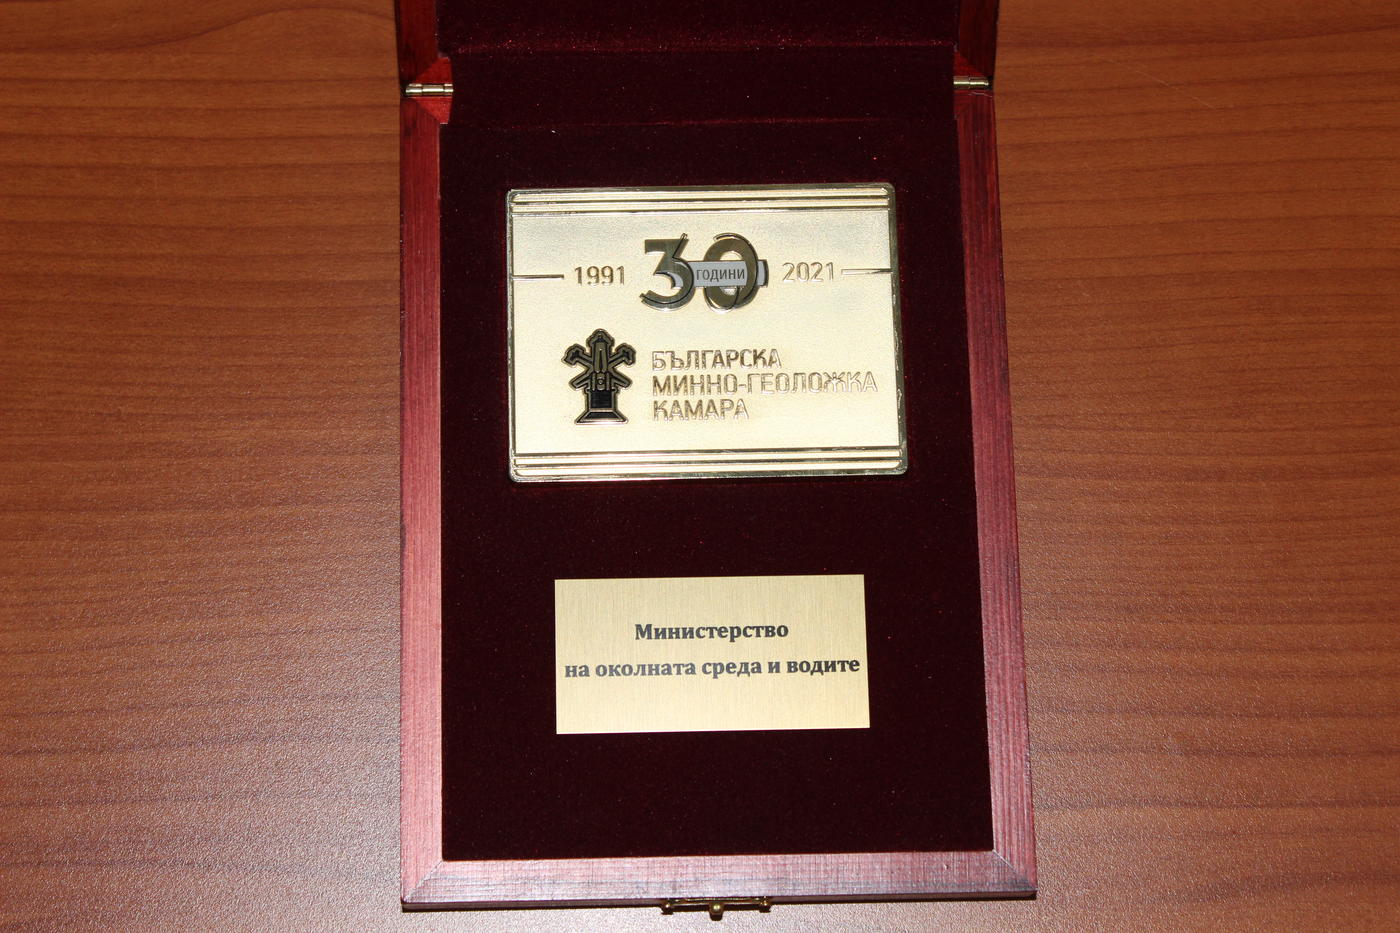 1991 30 ГОДИНИ 2021
БЪЛГАРСКА
МИННО-ГЕОЛОЖКА
КАМАРА
Министерство
на околната среда и водите